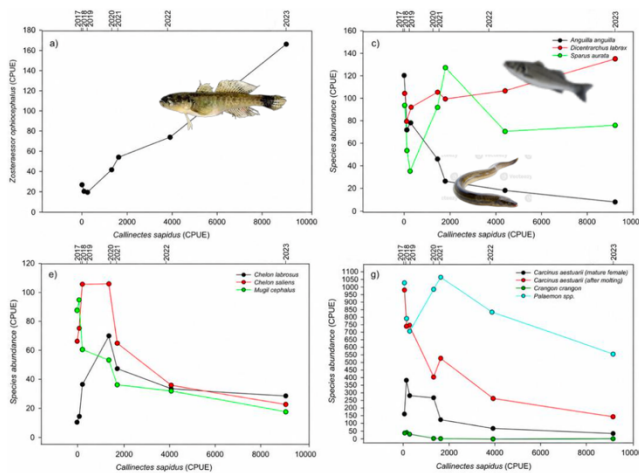 2017
2018
2019
2020
2021
2022
2023
a)
Zosterassor ophiocephalus (CPUE)
180
160
140
120
100
80
60
40
20
0
0 2000 4000 6000 8000 10000
Callinectes sapidus (CPUE)
2017
2018
2019
2020
2021
2022
2023
c)
Anguilla anguilla
Dicentrarchus labrax
Sparus aurata
Species abundance (CPUE)
160
140
120
100
80
60
40
20
0
0 2000 4000 6000 8000 10000
Callinectes sapidus (CPUE)
2017
2018
2019
2020
2021
2022
2023
e)
Chelon labrosus
Chelon saliens
Mugil cephalus
Species abundance (CPUE)
120
100
80
60
40
20
0
0 2000 4000 6000 8000 10000
Callinectes sapidus (CPUE)
2017
2018
2019
2020
2021
2022
2023
g)
Carcinus aestuarii (mature female)
Carcinus aestuarii (after molting)
Crangon crangon
Palaemon spp.
Species abundance (CPUE)
1100
1050
1000
950
900
850
800
750
700
650
600
550
500
450
400
350
300
250
200
150
100
50
0
0 2000 4000 6000 8000 10000
Callinectes sapidus (CPUE)